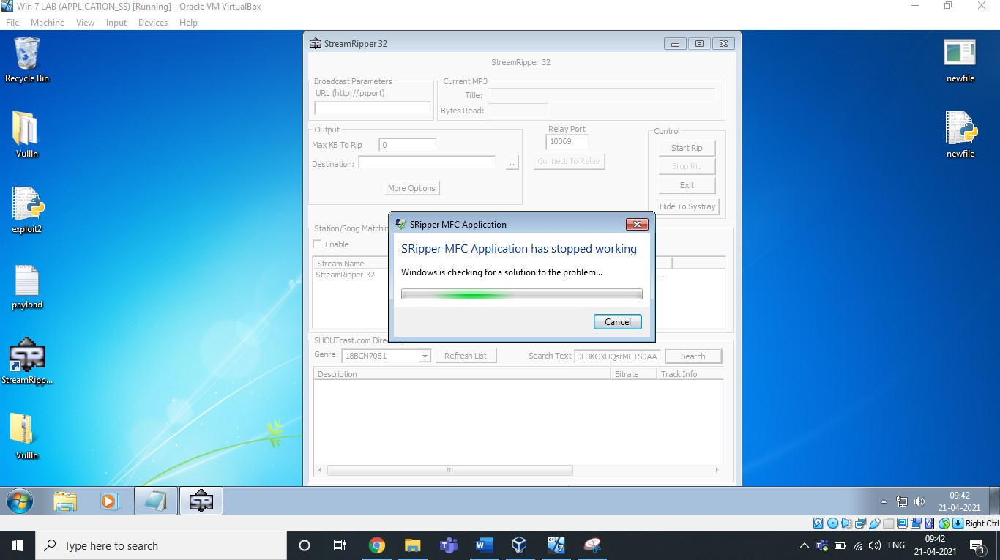 Win 7 LAB (APPLICATION_SS) [Running] - Oracle VM VirtualBox
File Machine View Input Devices Help
Recycle Bin
VulIn
exploit2
payload
StreamRipp...
VulIn
newfile
newfile
StreamRipper 32
StreamRipper 32
Broadcast Parameters
URL (http://ip:port)
Current MP3
Title:
Bytes Read:
Output
Max KB To Rip 0
Destination: ..
More Options
Relay Port
10069
Connect To Relay
Control
Start Rip
Stop Rip
Exit
Hide To Systray
Station/Song Matchin
Enable
Stream Name
StreamRipper 32
...
SRipper MFC Application
SRipper MFC Application has stopped working
Windows is checking for a solution to the problem...
Cancel
SHOUTcast.com Directory
Genre: 18BCN7081 Refresh List Search Text Search
Description Bitrate Track Info
09:42
21-04-2021
Right Ctrl
Type here to search
ENG
09:42
21-04-2021
3